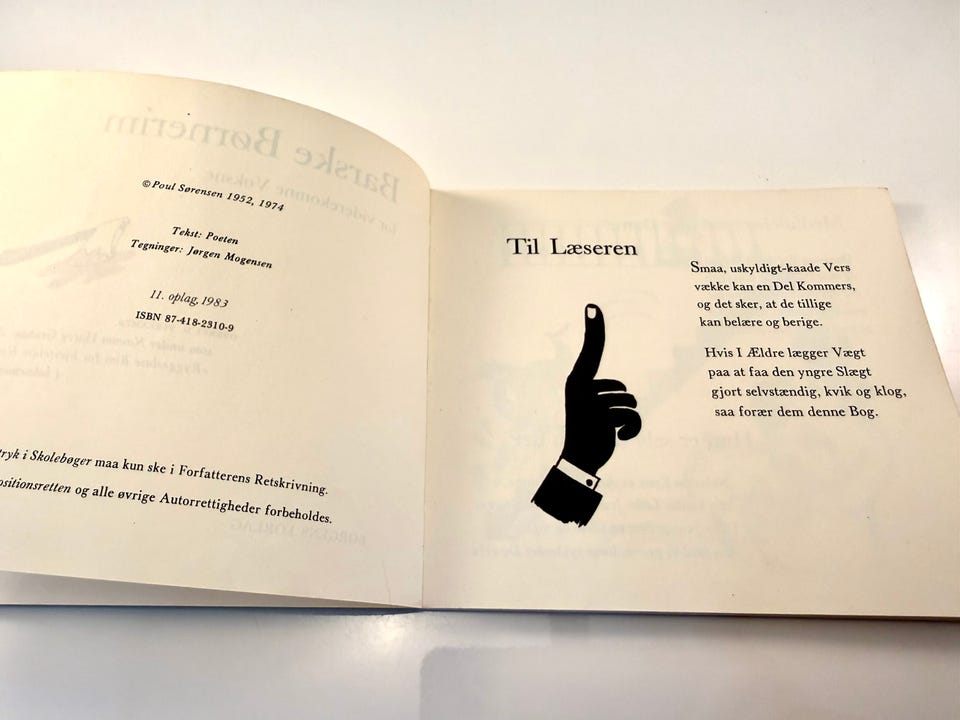 © Poul Sørensen 1952, 1974
Tekst: Poeten
Tegninger: Jørgen Mogensen
11. oplag, 1983
ISBN 87-418-2310-9
tryk i Skolebøger maa kun ske i Forfatterens Retskrivning.
ositionsretten og alle øvrige Autorrettigheder forbeholdes.
Til Læseren
Smaa, uskyldigt-kaade Vers
vække kan en Del Kommers,
og det sker, at de tillige
kan belære og berige.
Hvis I Ældre lægger Vægt
paa at faa den yngre Slægt
gjort selvstændig, kvik og klog,
saa forær dem denne Bog.